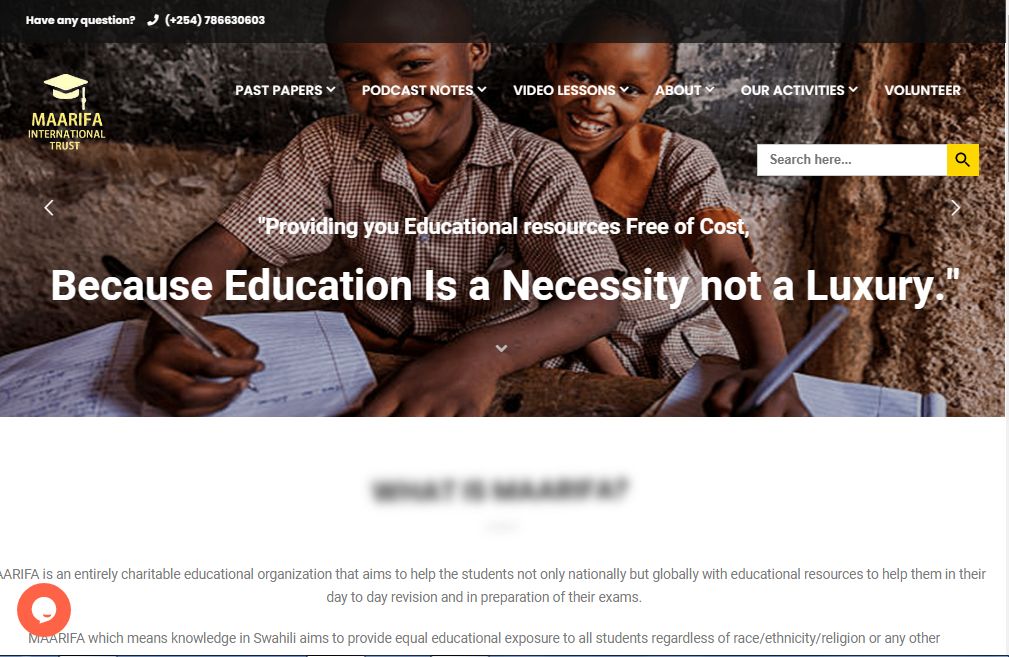 Have any question? (+254) 786630603
MAARIFA
INTERNATIONAL
TRUST
PAST PAPERS PODCAST NOTES VIDEO LESSONS ABOUT OUR ACTIVITIES VOLUNTEER
Search here...
"Providing you Educational resources Free of Cost,
Because Education Is a Necessity not a Luxury."
WHAT IS MAARIFA?
AARIFA is an entirely charitable educational organization that aims to help the students not only nationally but globally with educational resources to help them in their
day to day revision and in preparation of their exams.
MAARIFA which means knowledge in Swahili aims to provide equal educational exposure to all students regardless of race/ethnicity/religion or any other